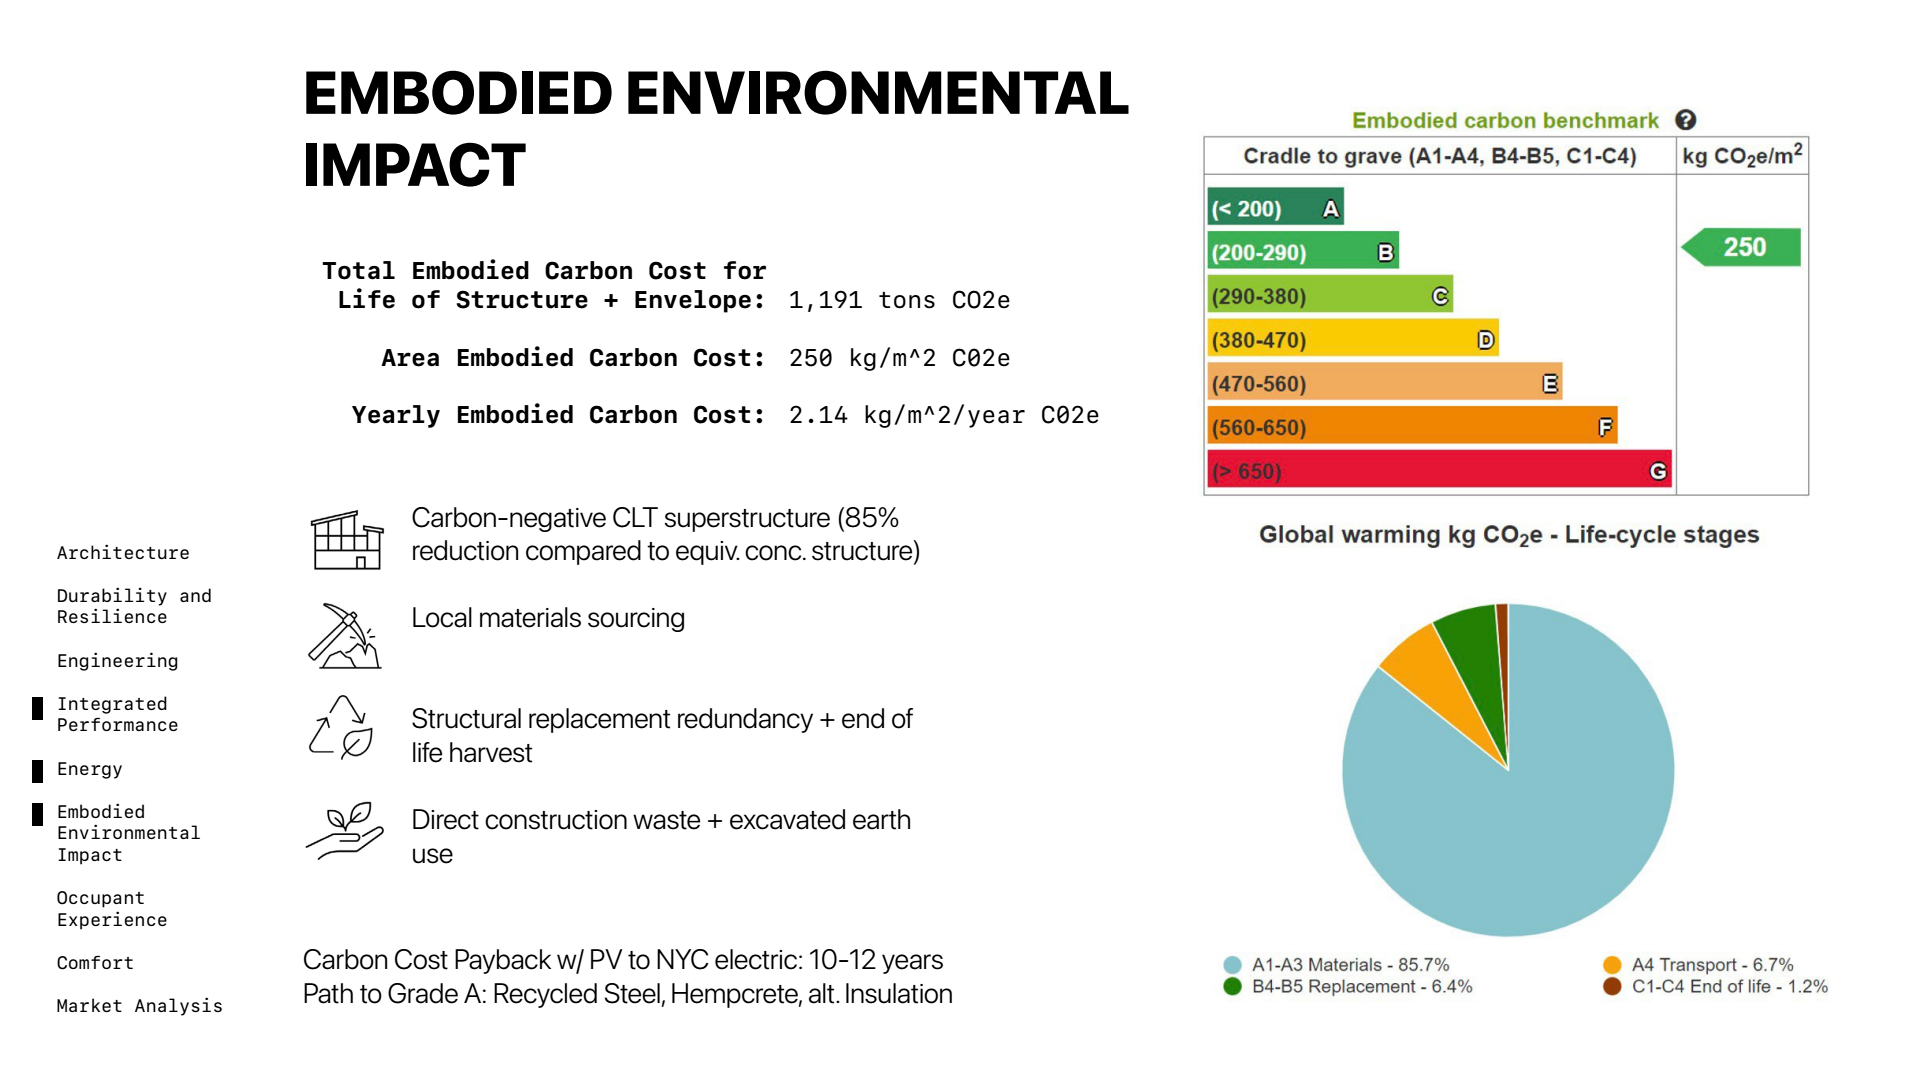 EMBODIED ENVIRONMENTAL
IMPACT
Total Embodied Carbon Cost for
Life of Structure + Envelope: 1,191 tons CO2e
Area Embodied Carbon Cost: 250 kg/m^2 C02e
Yearly Embodied Carbon Cost: 2.14 kg/m^2/year C02e
Carbon-negative CLT superstructure (85%
reduction compared to equiv. conc. structure)
Local materials sourcing
Structural replacement redundancy + end of
life harvest
Direct construction waste + excavated earth
use
Carbon Cost Payback w/ PV to NYC electric: 10-12 years
Path to Grade A: Recycled Steel, Hempcrete, alt. Insulation
Architecture
Durability and
Resilience
Engineering
Integrated
Performance
Energy
Embodied
Environmental
Impact
Occupant
Experience
Comfort
Market Analysis
Embodied carbon benchmark ?
Cradle to grave (A1-A4, B4-B5, C1-C4) kg CO₂e/m²
(< 200) A
(200-290) B 250
(290-380) C
(380-470) D
(470-560) E
(560-650) F
(> 650) G
Global warming kg CO₂e - Life-cycle stages
A1-A3 Materials - 85.7% A4 Transport - 6.7%
B4-B5 Replacement - 6.4% C1-C4 End of life - 1.2%